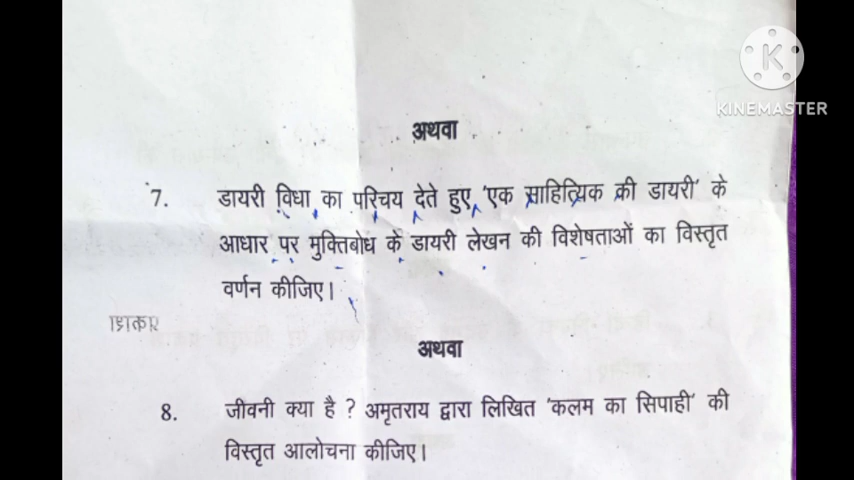 KINEMASTER
अथवा
7. डायरी विधा का परिचय देते हुए 'एक साहित्यिक की डायरी' के
आधार पर मुक्तिबोध के डायरी लेखन की विशेषताओं का विस्तृत
वर्णन कीजिए।
अथवा
8. जीवनी क्या है ? अमृतराय द्वारा लिखित 'कलम का सिपाही' की
विस्तृत आलोचना कीजिए।